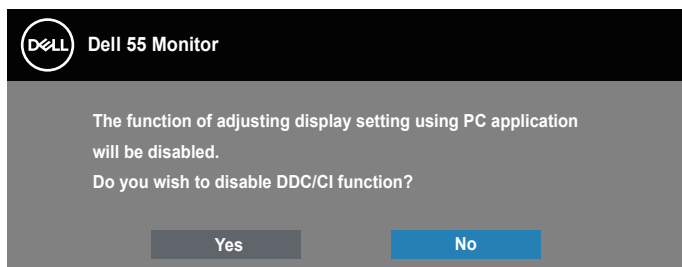 DELL Dell 55 Monitor
The function of adjusting display setting using PC application
will be disabled.
Do you wish to disable DDC/CI function?
Yes No